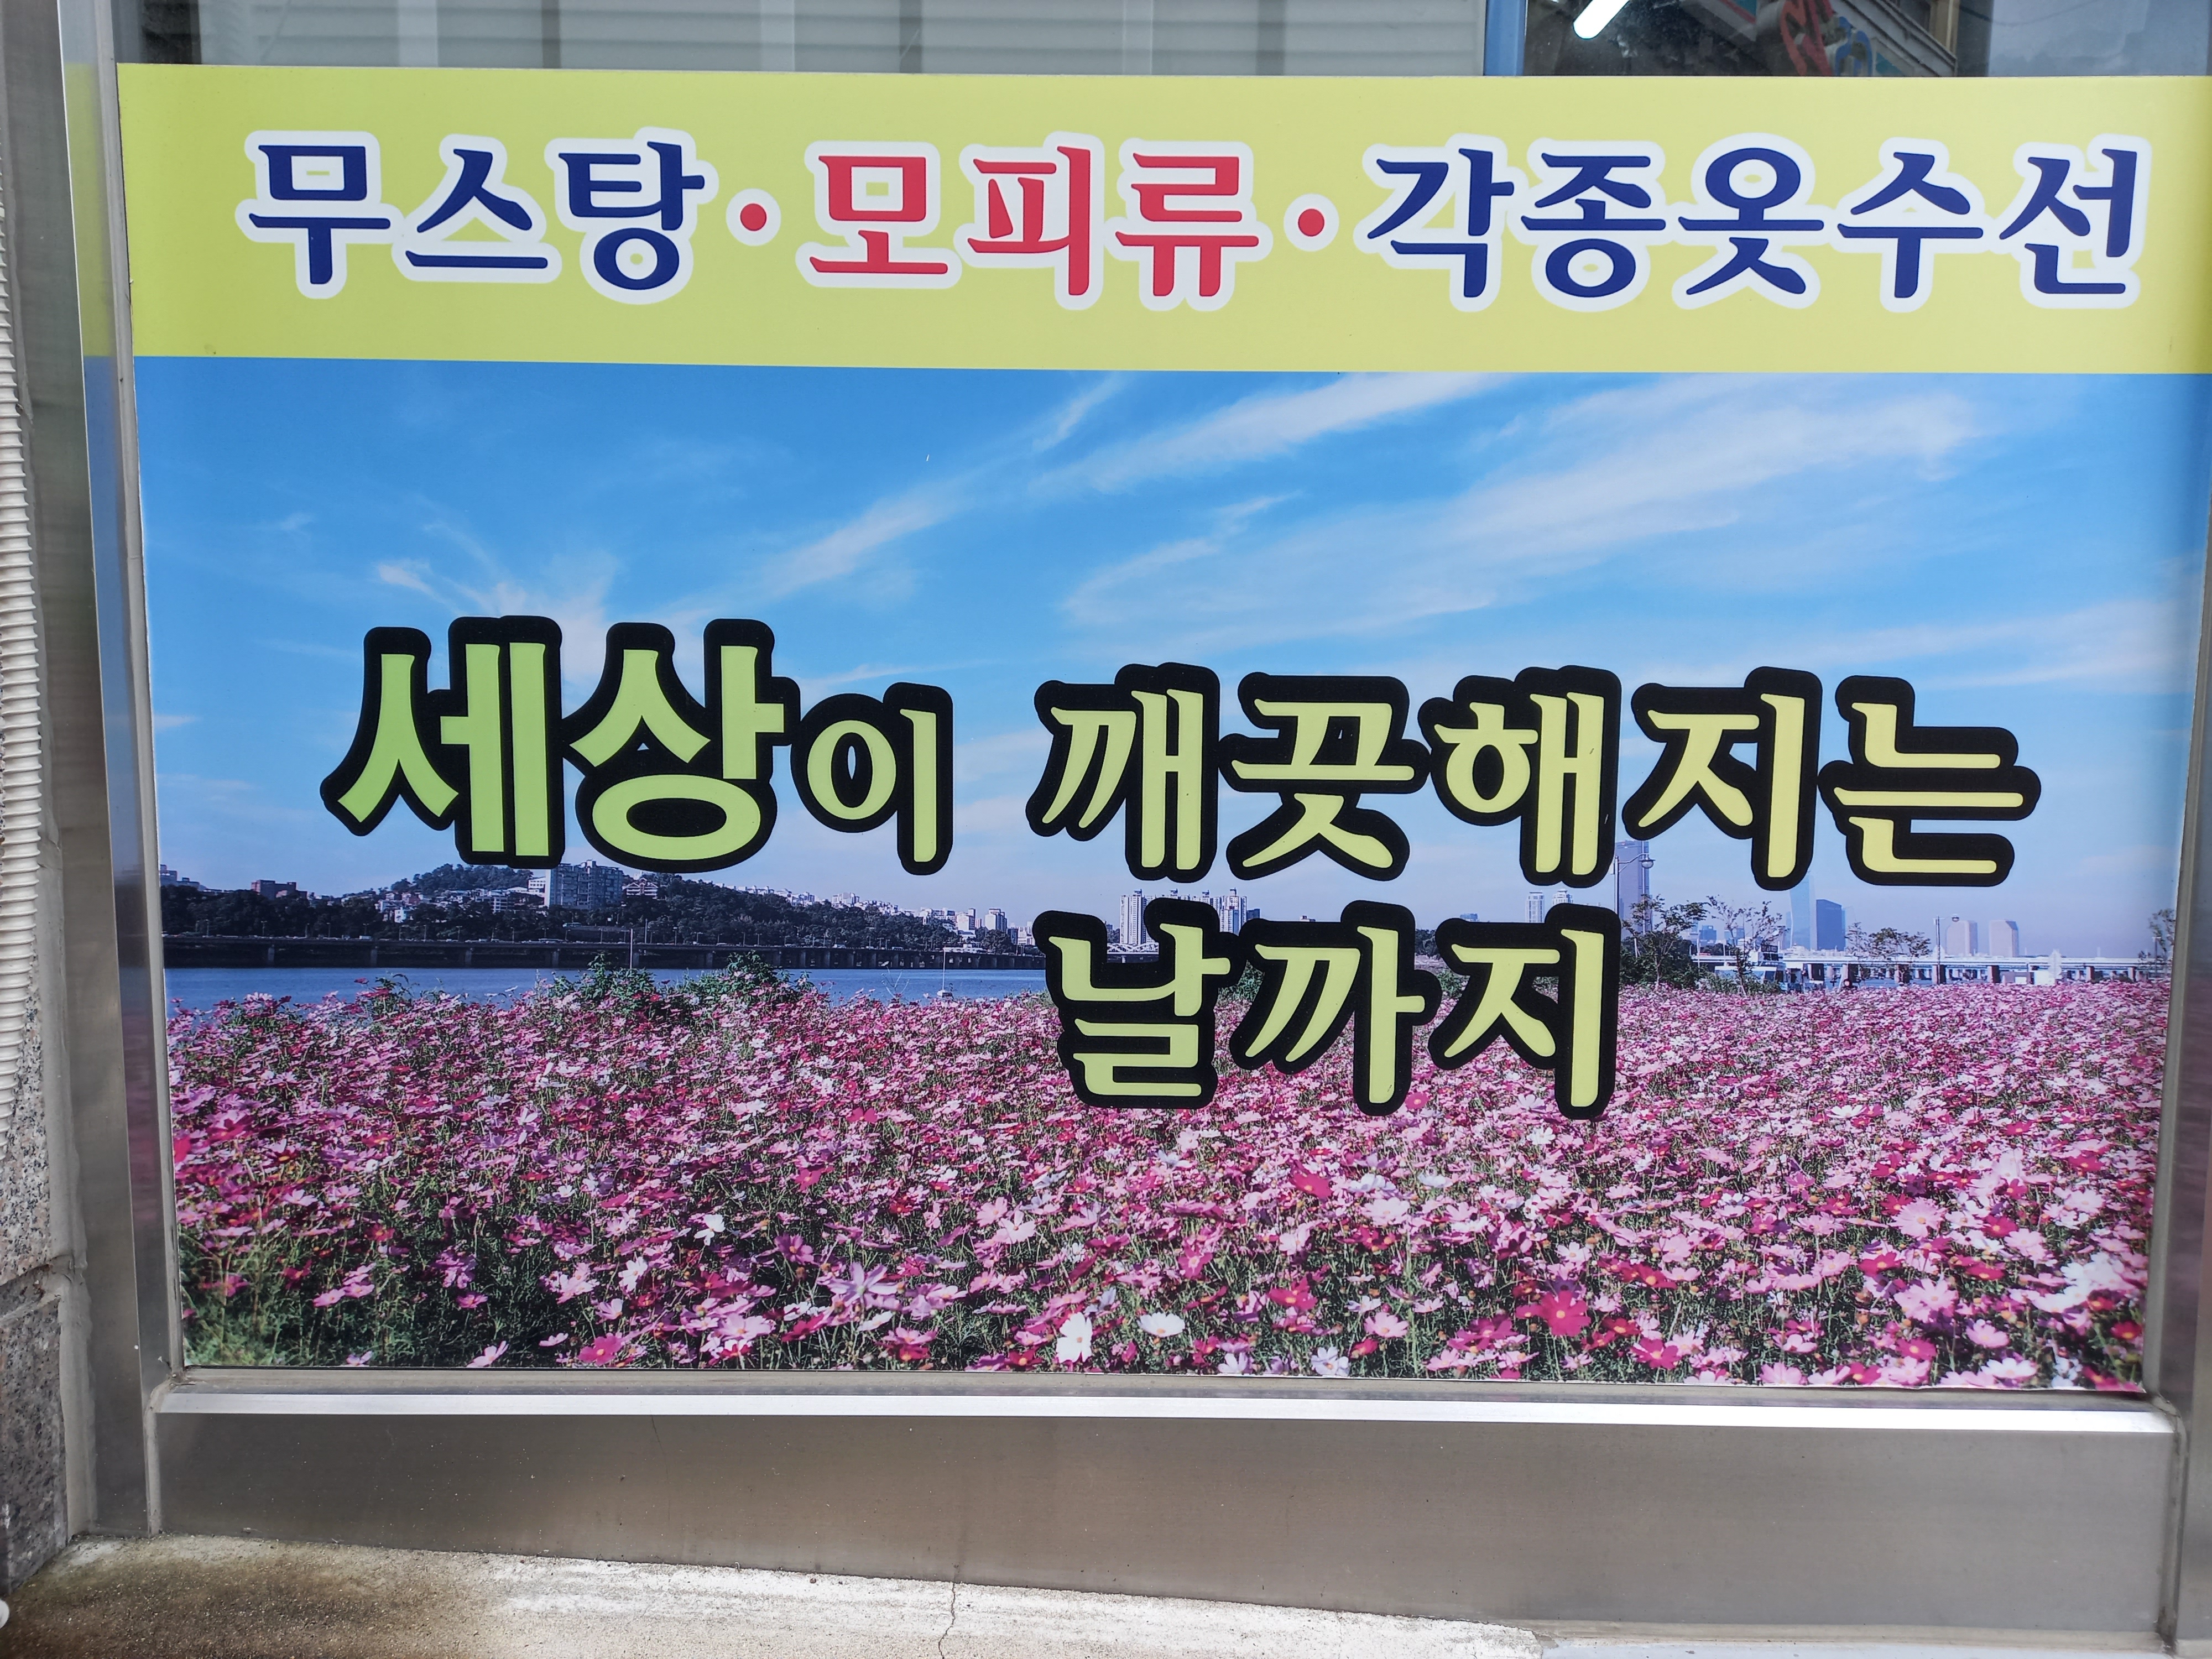 무스탕·모피류·각종옷수선
세상이 깨끗해지는
날까지